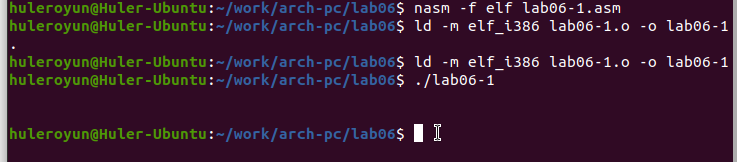 huleroyun@Huler-Ubuntu:~/work/arch-pc/lab06$ nasm -f elf lab06-1.asm
huleroyun@Huler-Ubuntu:~/work/arch-pc/lab06$ ld -m elf_i386 lab06-1.o -o lab06-1
.
huleroyun@Huler-Ubuntu:~/work/arch-pc/lab06$ ld -m elf_i386 lab06-1.o -o lab06-1
huleroyun@Huler-Ubuntu:~/work/arch-pc/lab06$ ./lab06-1
huleroyun@Huler-Ubuntu:~/work/arch-pc/lab06$